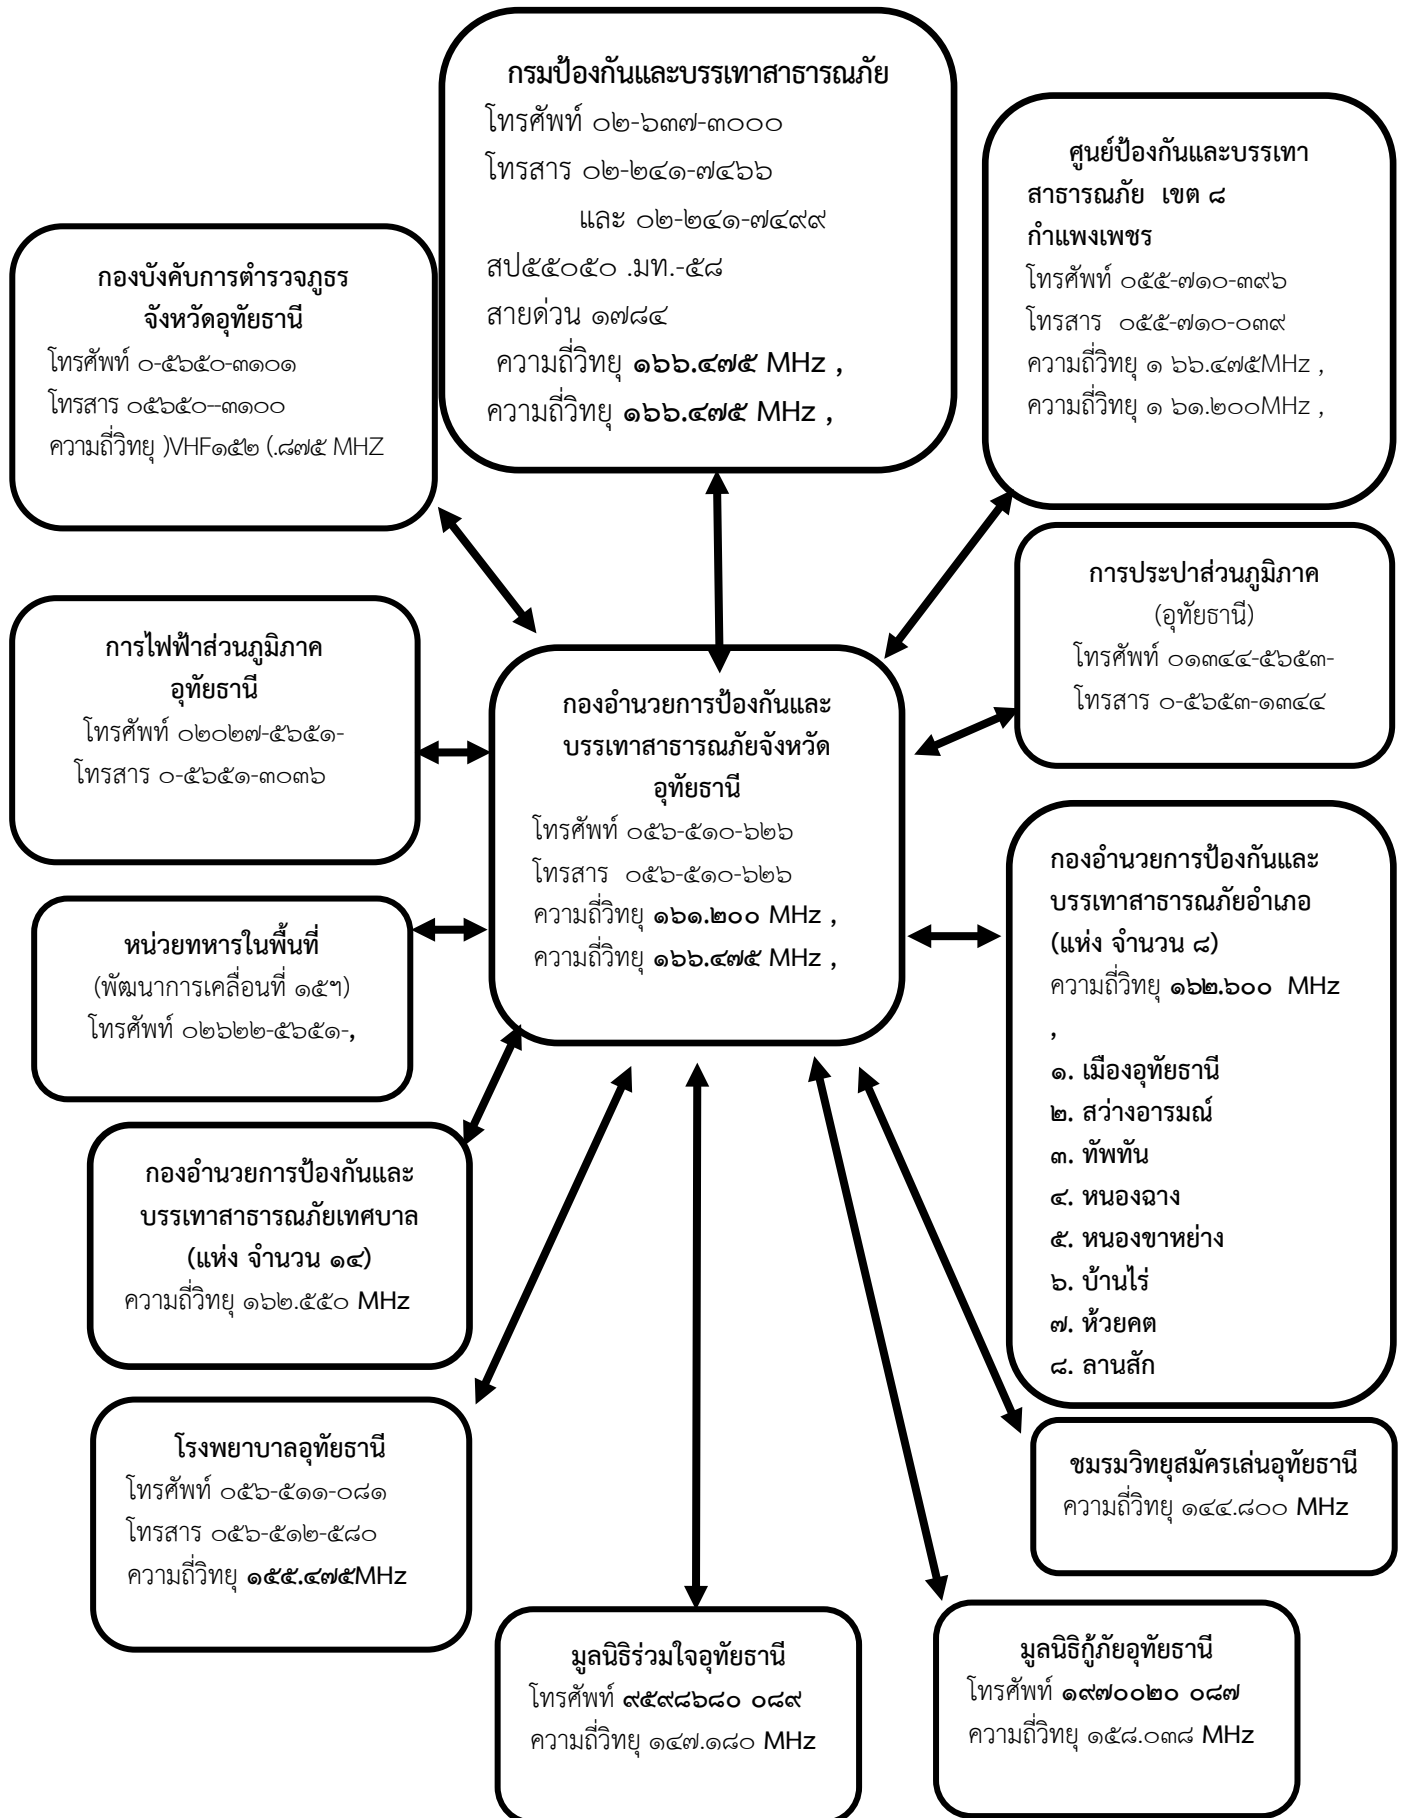 กรมป้องกันและบรรเทาสาธารณภัย
โทรศัพท์ ๐๒-๖๓๗-๓๐๐๐
โทรสาร ๐๒-๒๔๑-๗๔๖๖
และ ๐๒-๒๔๑-๗๔๙๙
สป๕๕๐๕๐ .มท.-๕๘
สายด่วน ๑๗๘๔
ความถี่วิทยุ ๑๖๖.๔๗๕ MHz ,
ความถี่วิทยุ ๑๖๖.๔๗๕ MHz ,
ศูนย์ป้องกันและบรรเทา
สาธารณภัย เขต ๘
กำแพงเพชร
โทรศัพท์ ๐๕๕-๗๑๐-๓๙๖
โทรสาร ๐๕๕-๗๑๐-๐๓๙
ความถี่วิทยุ ๑ ๖๖.๔๗๕MHz ,
ความถี่วิทยุ ๑ ๖๑.๒๐๐MHz ,
กองบังคับการตำรวจภูธร
จังหวัดอุทัยธานี
โทรศัพท์ ๐-๕๖๕๐-๓๑๐๑
โทรสาร ๐๕๖๕๐--๓๑๐๐
ความถี่วิทยุ )VHF๑๕๒ (.๘๗๕ MHZ
การประปาส่วนภูมิภาค
(อุทัยธานี)
โทรศัพท์ ๐๑๓๔๔-๕๖๕๓-
โทรสาร ๐-๕๖๕๓-๑๓๔๔
การไฟฟ้าส่วนภูมิภาค
อุทัยธานี
โทรศัพท์ ๐๒๐๒๗-๕๖๕๑-
โทรสาร ๐-๕๖๕๑-๓๐๓๖
กองอำนวยการป้องกันและ
บรรเทาสาธารณภัยจังหวัด
อุทัยธานี
โทรศัพท์ ๐๕๖-๕๑๐-๖๒๖
โทรสาร ๐๕๖-๕๑๐-๖๒๖
ความถี่วิทยุ ๑๖๑.๒๐๐ MHz ,
ความถี่วิทยุ ๑๖๖.๔๗๕ MHz ,
กองอำนวยการป้องกันและ
บรรเทาสาธารณภัยอำเภอ
(แห่ง จำนวน ๘)
ความถี่วิทยุ ๑๖๒.๖๐๐ MHz
,
๑. เมืองอุทัยธานี
๒. สว่างอารมณ์
๓. ทัพทัน
๔. หนองฉาง
๕. หนองขาหย่าง
๖. บ้านไร่
๗. ห้วยคต
๘. ลานสัก
หน่วยทหารในพื้นที่
(พัฒนาการเคลื่อนที่ ๑๕ฯ)
โทรศัพท์ ๐๒๖๒๒-๕๖๕๑-,
กองอำนวยการป้องกันและ
บรรเทาสาธารณภัยเทศบาล
(แห่ง จำนวน ๑๔)
ความถี่วิทยุ ๑๖๒.๕๕๐ MHz
โรงพยาบาลอุทัยธานี
โทรศัพท์ ๐๕๖-๕๑๑-๐๘๑
โทรสาร ๐๕๖-๕๑๒-๕๘๐
ความถี่วิทยุ ๑๕๕.๔๗๕MHz
ชมรมวิทยุสมัครเล่นอุทัยธานี
ความถี่วิทยุ ๑๔๔.๘๐๐ MHz
มูลนิธิร่วมใจอุทัยธานี
โทรศัพท์ ๙๕๙๘๖๘๐ ๐๘๙
ความถี่วิทยุ ๑๔๗.๑๘๐ MHz
มูลนิธิกู้ภัยอุทัยธานี
โทรศัพท์ ๑๙๗๐๐๒๐ ๐๘๗
ความถี่วิทยุ ๑๕๘.๐๓๘ MHz